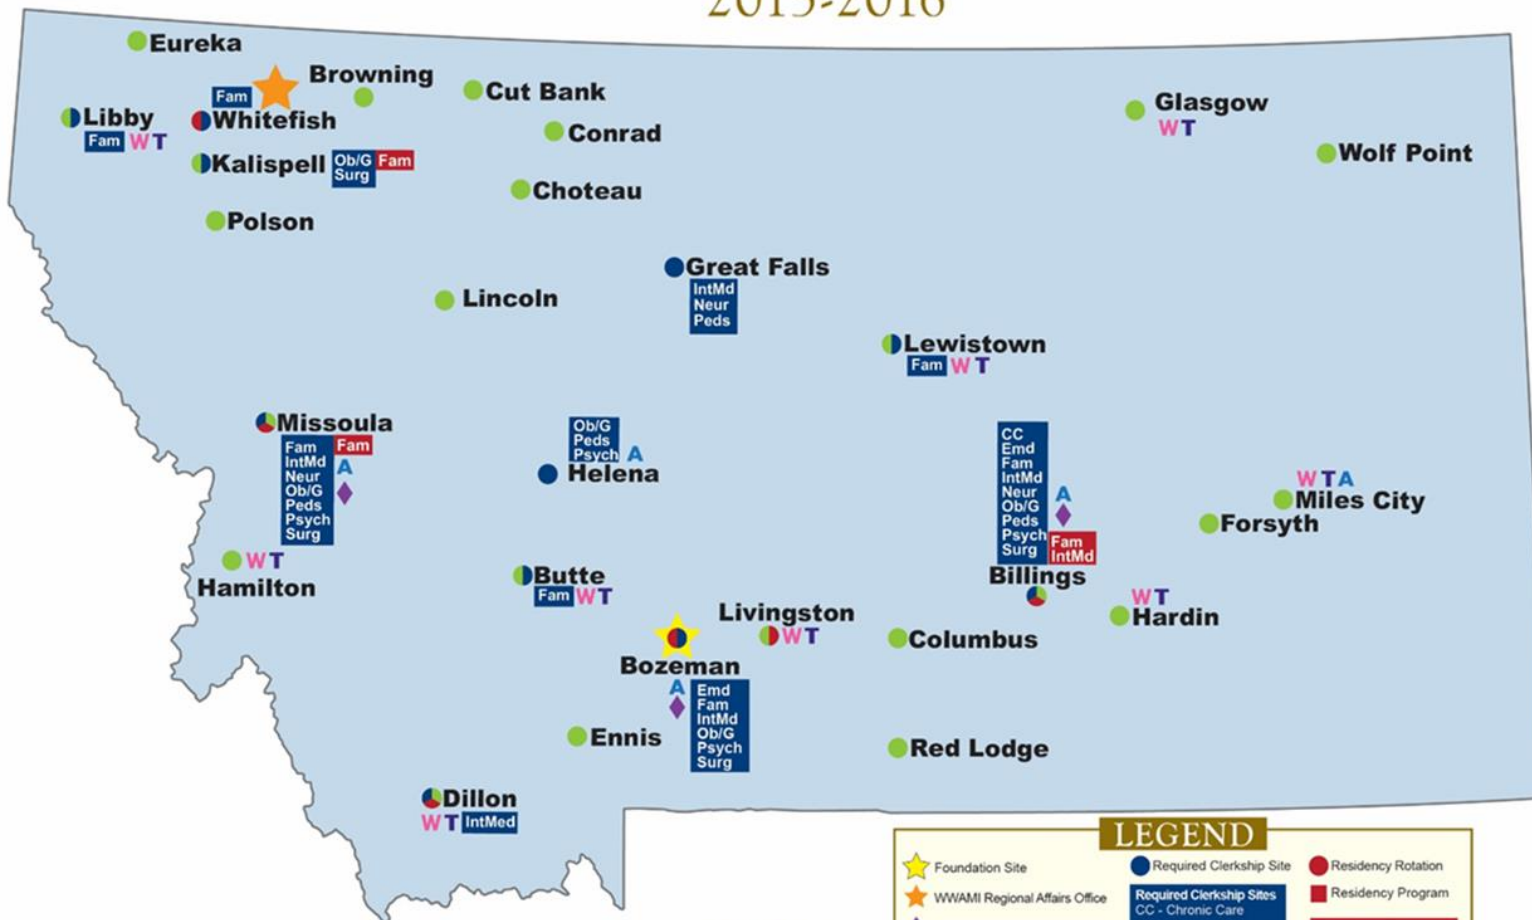 2015-2016
Eureka
Browning
Cut Bank
Fam
Libby
Fam W T
Whitefish
Conrad
Glasgow
W T
Wolf Point
Kalispell
Ob/G Fam
Surg
Choteau
Polson
Great Falls
IntMd
Neur
Peds
Lincoln
Lewistown
Fam W T
Missoula
Fam Fam
IntMd A
Neur
Ob/G
Peds
Psych
Surg
Ob/G
Peds
Psych A
Helena
CC
Emd
Fam
IntMd
Neur A
Ob/G
Peds
Psych Fam
Surg IntMd
Billings
W T A
Miles City
Forsyth
W T
Hamilton
Butte
Fam W T
Livingston
W T
W T
Hardin
Columbus
Bozeman
A Emd
Fam
IntMd
Ob/G
Psych
Surg
Ennis
Red Lodge
Dillon
W T IntMed
LEGEND
Foundation Site
Required Clerkship Site
Residency Rotation
WWAMI Regional Affairs Office
Required Clerkship Sites
CC - Chronic Care
Residency Program